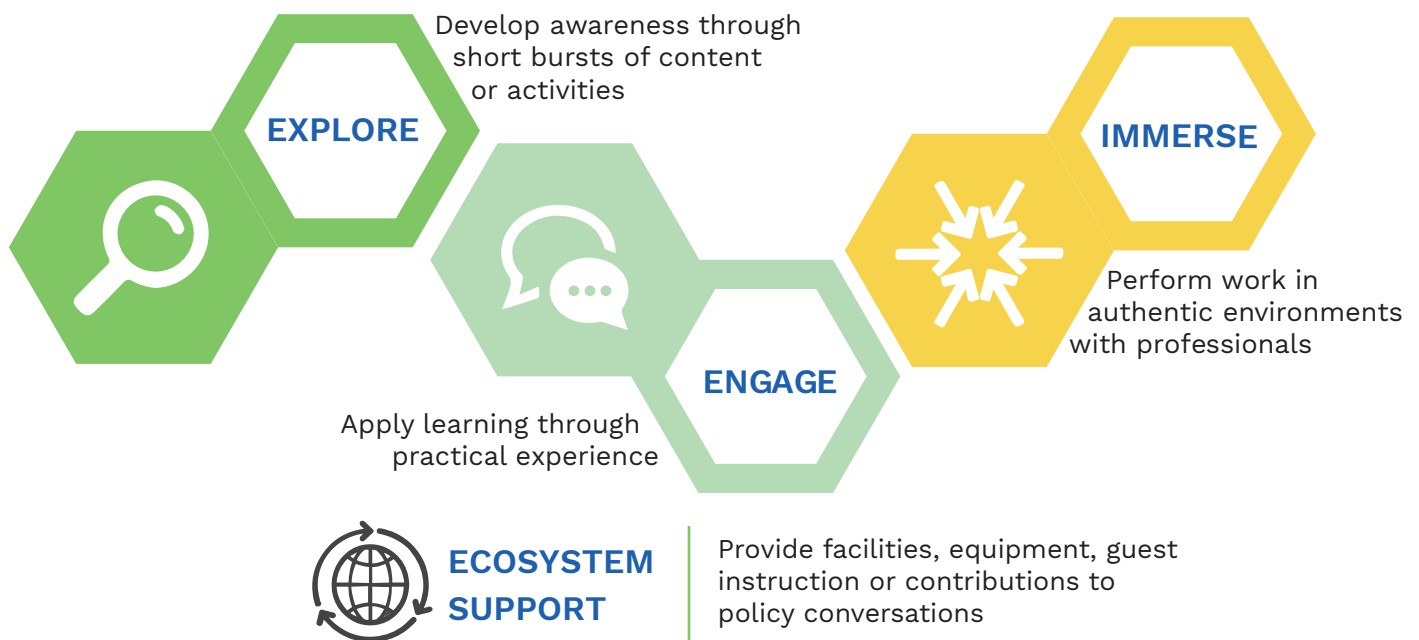 EXPLORE
Develop awareness through
short bursts of content
or activities
ENGAGE
Apply learning through
practical experience
IMMERSE
Perform work in
authentic environments
with professionals
ECOSYSTEM
SUPPORT
Provide facilities, equipment, guest
instruction or contributions to
policy conversations